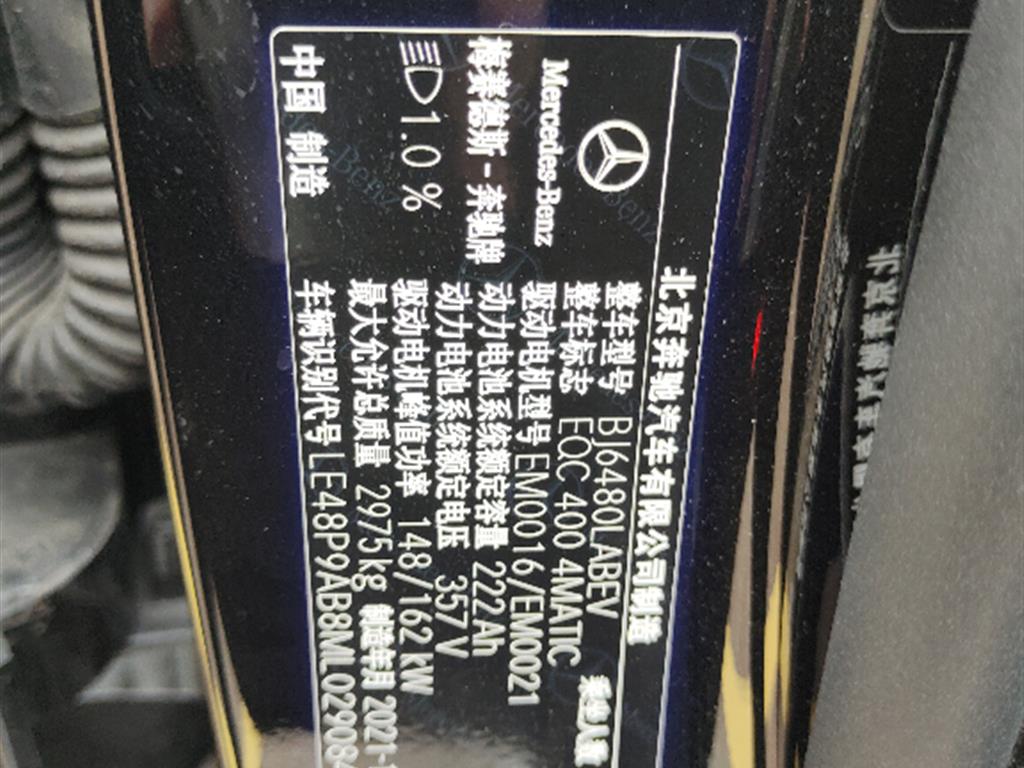 北京奔驰汽车有限公司制造
Mercedes-Benz
梅赛德斯-奔驰牌
1.0 %
中国 制造
整车型号 BJ6480LABEV
整车标志 EQC 400 4MATIC 乘坐人数
驱动电机型号 EM0016/EM0021
动力电池系统额定容量 222Ah
动力电池系统额定电压 357 V
驱动电机峰值功率 148/162 kW
最大允许总质量 2975kg 制造年月 2021-
车辆识别代号 LE48P9AB8ML02908